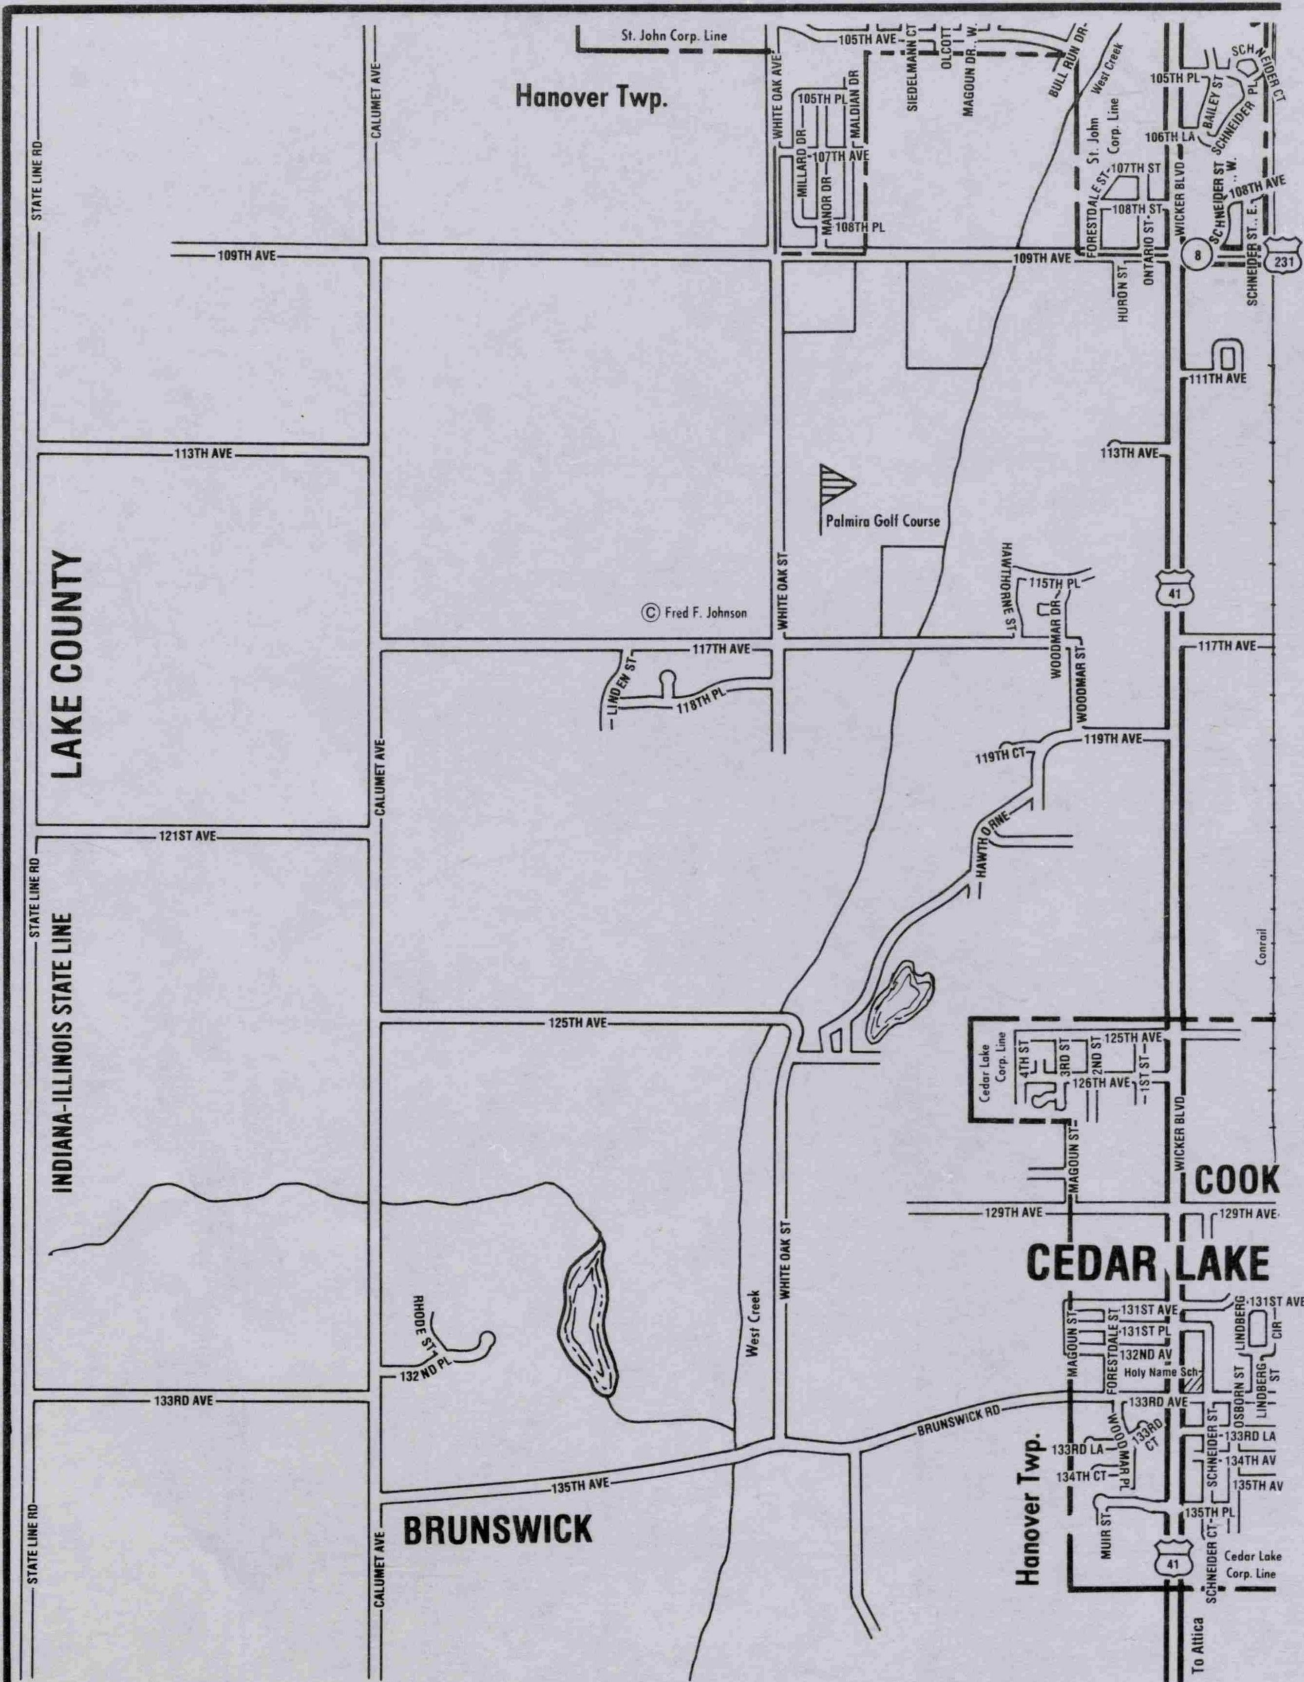 St. John Corp. Line
Hanover Twp.
STATE LINE RD
CALUMET AVE
WHITE OAK AVE
105TH AVE
SIEDELMANN CT
OLCOTT
MAGOUN DR., W.
BULL RUN DR.
West Creek
105TH PL
MALDIAN DR
MILLARD DR
107TH AVE
MANOR DR
108TH PL
St. John
Corp. Line
SCHNEIDER CT
105TH PL
BAILEY ST
SCHNEIDER PL
106TH LA
WICKER BLVD
SCHNEIDER ST., W.
107TH ST
FORESTDALE ST.
108TH ST
ONTARIO ST
108TH AVE
SCHNEIDER ST., E.
8
231
109TH AVE
109TH AVE
HURON ST
111TH AVE
113TH AVE
113TH AVE
Palmira Golf Course
LAKE COUNTY
© Fred F. Johnson
WHITE OAK ST
HAWTHORNE ST
115TH PL
WOODMAR DR
41
117TH AVE
117TH AVE
LINDEN ST
118TH PL
WOODMAR ST
119TH CT
119TH AVE
CALUMET AVE
121ST AVE
HAWTHORNE
STATE LINE RD
INDIANA-ILLINOIS STATE LINE
Conrail
125TH AVE
Cedar Lake
Corp. Line
4TH ST
3RD ST
2ND ST
125TH AVE
126TH AVE
1ST ST
MAGOUN ST
WICKER BLVD
COOK
129TH AVE
129TH AVE
WHITE OAK ST
CEDAR LAKE
West Creek
RHODE ST
132ND PL
MAGOUN ST
FORESTDALE ST
131ST AVE
131ST PL
132ND AV
Holy Name Sch
LINDBERG
131ST AVE
CIR
OSBORN ST
LINDBERG
ST
133RD AVE
BRUNSWICK RD
133RD AVE
WOODMAR PL
133RD
CT
133RD LA
134TH CT
SCHNEIDER ST
133RD LA
134TH AV
135TH AV
135TH AVE
BRUNSWICK
Hanover Twp.
MUIR ST
135TH PL
SCHNEIDER CT
41
Cedar Lake
Corp. Line
STATE LINE RD
CALUMET AVE
To Attica